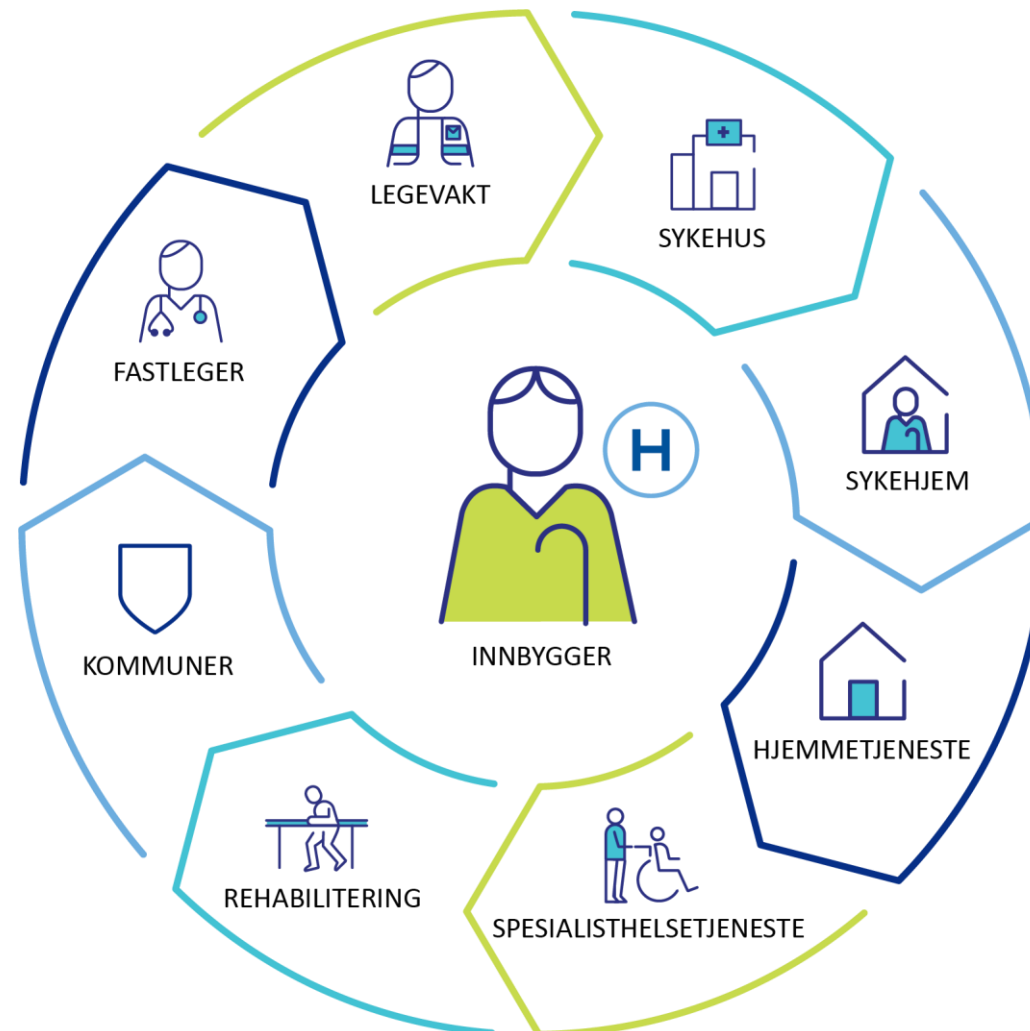 LEGEVAKT
SYKEHUS
FASTLEGER
H
SYKEHJEM
KOMMUNER
INNBYGGER
HJEMMETJENESTE
REHABILITERING
SPESIALISTHELSETJENESTE